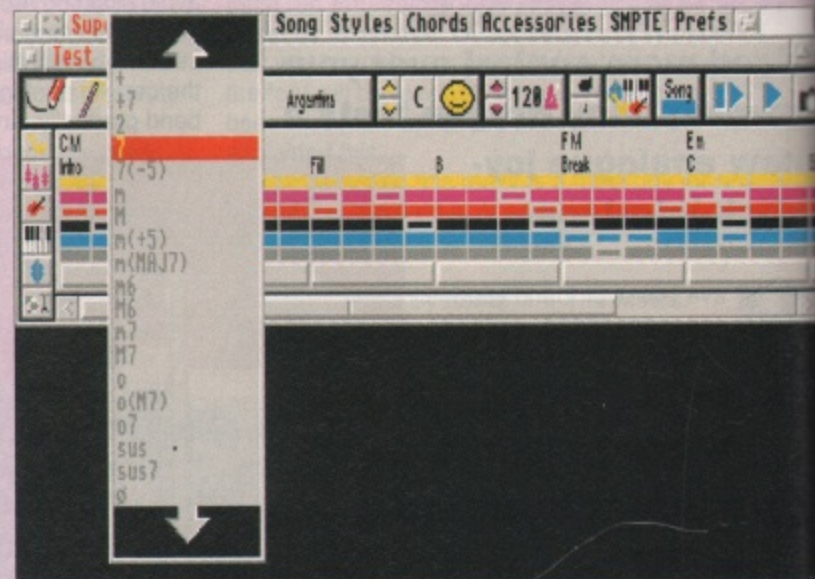 Song Styles Chords Accessories SMPTE Prefs
Test
Argentina C 120 Song
CM FM Em
Intro Fill B Break C
+
+7
2
7
7(-5)
m
M
m(+5)
m(MAJ7)
m6
M6
m7
M7
o
o(M7)
o7
sus
sus7
ø